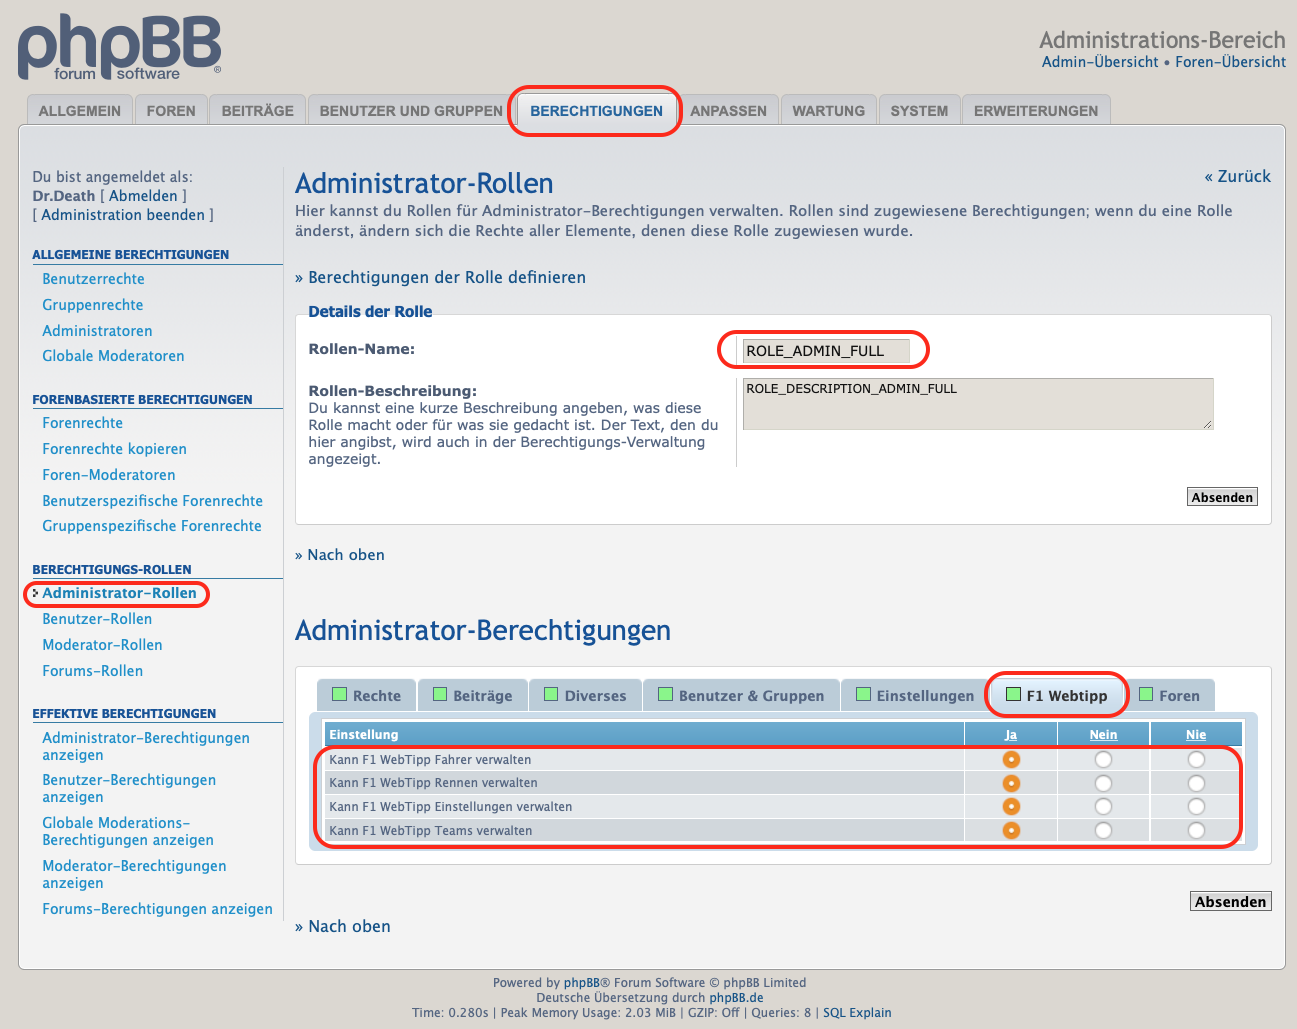 phpBB®
forum software
Administrations-Bereich
Admin-Übersicht • Foren-Übersicht
ALLGEMEIN FOREN BEITRÄGE BENUTZER UND GRUPPEN BERECHTIGUNGEN ANPASSEN WARTUNG SYSTEM ERWEITERUNGEN
Du bist angemeldet als:
Dr.Death [ Abmelden ]
[ Administration beenden ]
ALLGEMEINE BERECHTIGUNGEN
Benutzerrechte
Gruppenrechte
Administratoren
Globale Moderatoren
FORENBASIERTE BERECHTIGUNGEN
Forenrechte
Forenrechte kopieren
Foren-Moderatoren
Benutzerspezifische Forenrechte
Gruppenspezifische Forenrechte
BERECHTIGUNGS-ROLLEN
Administrator-Rollen
Benutzer-Rollen
Moderator-Rollen
Forums-Rollen
EFFEKTIVE BERECHTIGUNGEN
Administrator-Berechtigungen
anzeigen
Benutzer-Berechtigungen
anzeigen
Globale Moderations-
Berechtigungen anzeigen
Moderator-Berechtigungen
anzeigen
Forums-Berechtigungen anzeigen
« Zurück
Administrator-Rollen
Hier kannst du Rollen für Administrator-Berechtigungen verwalten. Rollen sind zugewiesene Berechtigungen; wenn du eine Rolle
änderst, ändern sich die Rechte aller Elemente, denen diese Rolle zugewiesen wurde.
» Berechtigungen der Rolle definieren
Details der Rolle
Rollen-Name: ROLE_ADMIN_FULL
Rollen-Beschreibung: ROLE_DESCRIPTION_ADMIN_FULL
Du kannst eine kurze Beschreibung angeben, was diese
Rolle macht oder für was sie gedacht ist. Der Text, den du
hier angibst, wird auch in der Berechtigungs-Verwaltung
angezeigt.
Absenden
» Nach oben
Administrator-Berechtigungen
Rechte Beiträge Diverses Benutzer & Gruppen Einstellungen F1 Webtipp Foren
Einstellung Ja Nein Nie
Kann F1 WebTipp Fahrer verwalten
Kann F1 WebTipp Rennen verwalten
Kann F1 WebTipp Einstellungen verwalten
Kann F1 WebTipp Teams verwalten
Absenden
» Nach oben
Powered by phpBB® Forum Software © phpBB Limited
Deutsche Übersetzung durch phpBB.de
Time: 0.280s | Peak Memory Usage: 2.03 MiB | GZIP: Off | Queries: 8 | SQL Explain